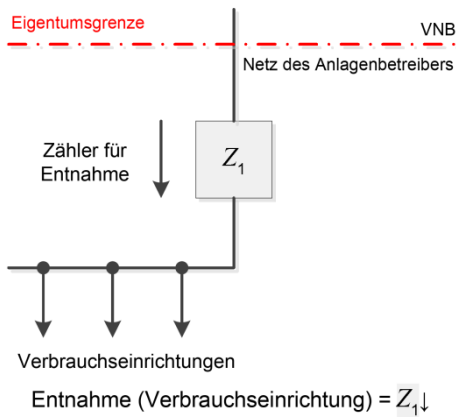 Eigentumsgrenze
VNB
Netz des Anlagenbetreibers
Zähler für
Entnahme
Z1
Verbrauchseinrichtungen
Entnahme (Verbrauchseinrichtung) = Z1↓